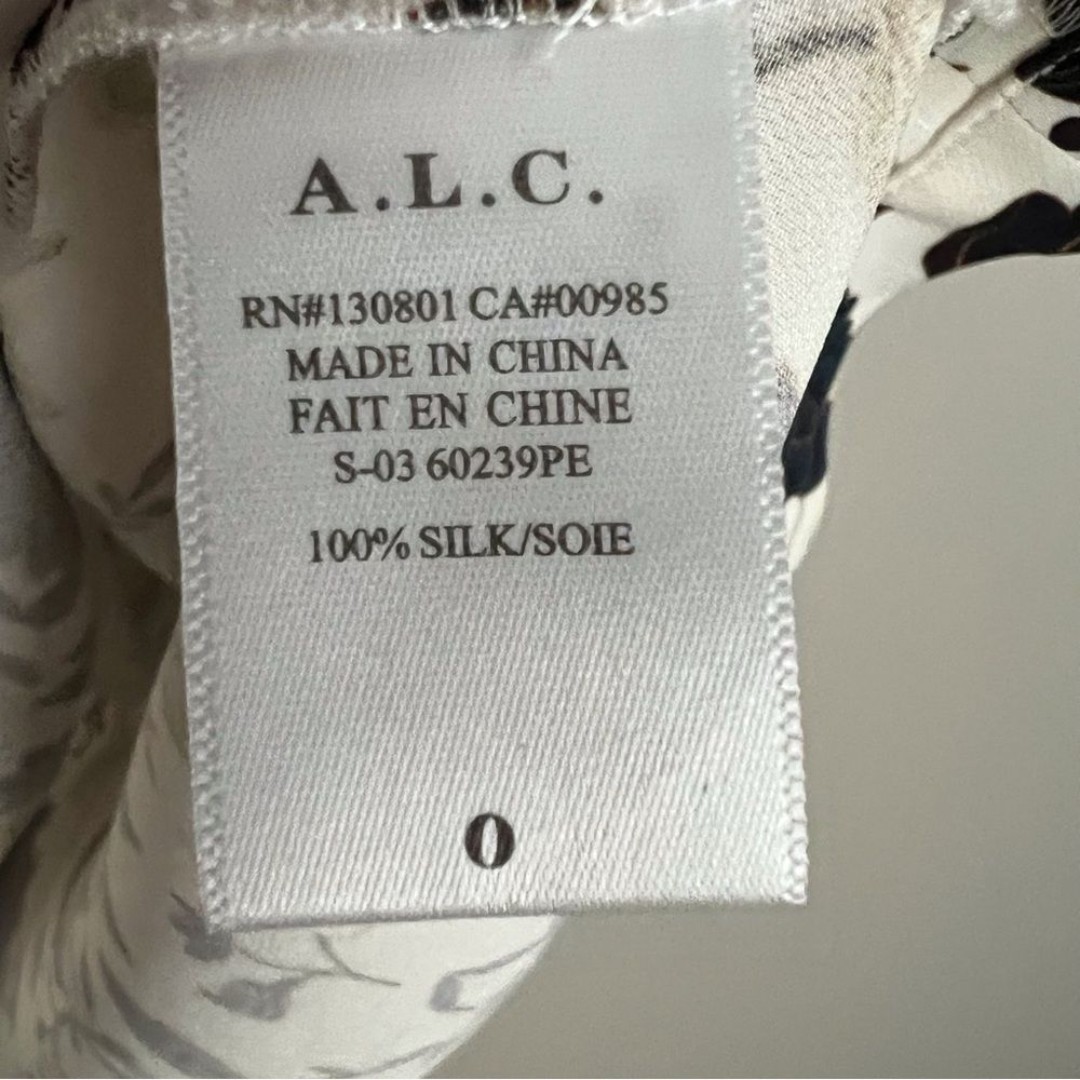 A.L.C.
RN#130801 CA#00985
MADE IN CHINA
FAIT EN CHINE
S-03 60239PE
100% SILK/SOIE
0